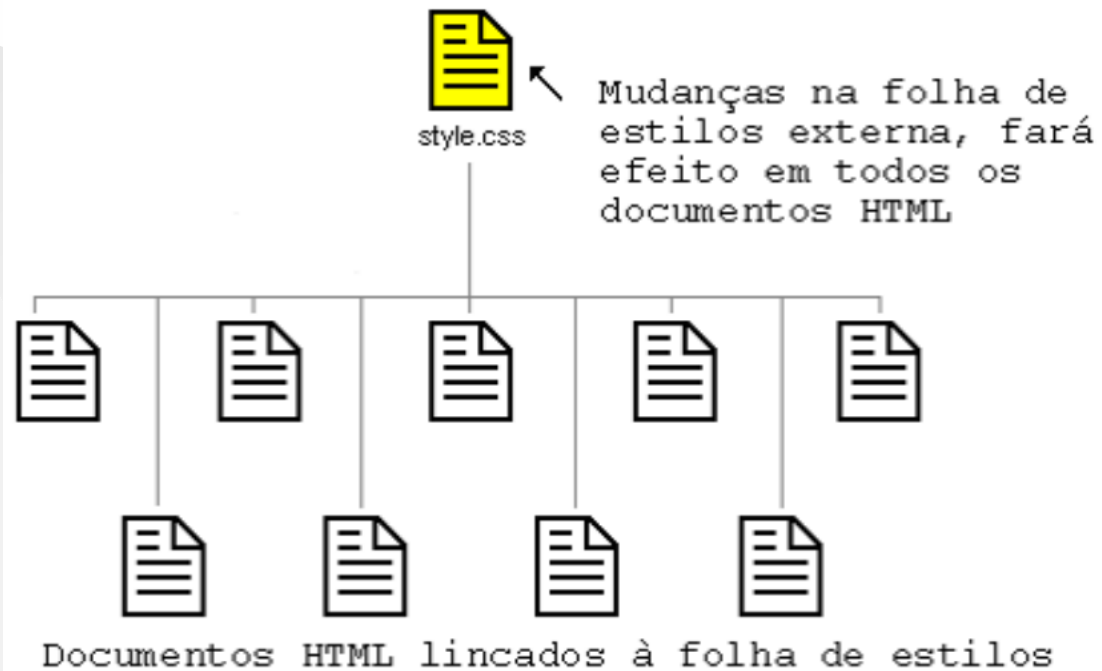 style.css
Mudanças na folha de
estilos externa, fará
efeito em todos os
documentos HTML
Documentos HTML lincados à folha de estilos